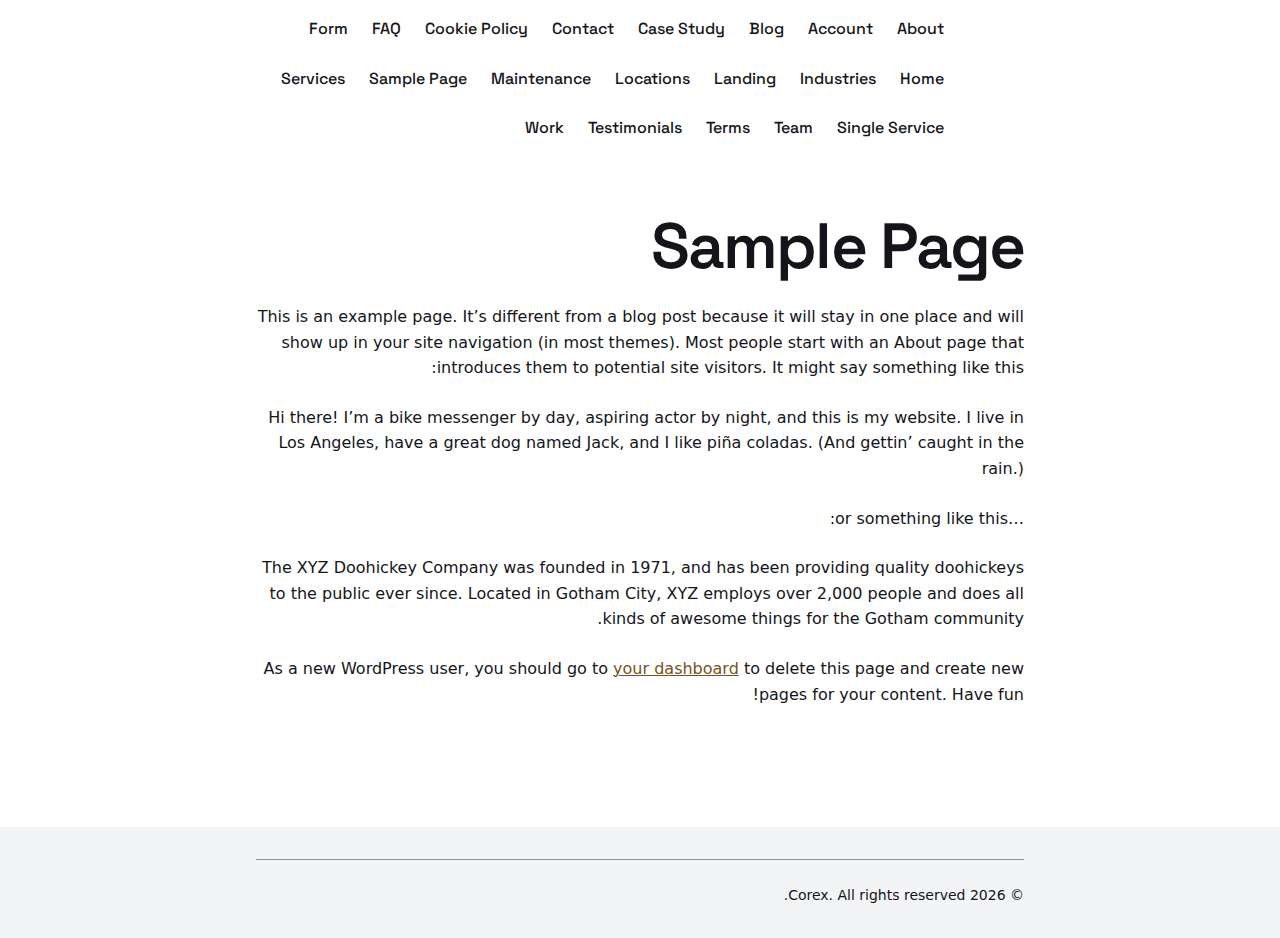 About Account Blog Case Study Contact Cookie Policy FAQ Form
Home Industries Landing Locations Maintenance Sample Page Services
Single Service Team Terms Testimonials Work
Sample Page
This is an example page. It’s different from a blog post because it will stay in one place and will
show up in your site navigation (in most themes). Most people start with an About page that
:introduces them to potential site visitors. It might say something like this
Hi there! I’m a bike messenger by day, aspiring actor by night, and this is my website. I live in
Los Angeles, have a great dog named Jack, and I like piña coladas. (And gettin’ caught in the
rain.)
:or something like this…
The XYZ Doohickey Company was founded in 1971, and has been providing quality doohickeys
to the public ever since. Located in Gotham City, XYZ employs over 2,000 people and does all
.kinds of awesome things for the Gotham community
As a new WordPress user, you should go to your dashboard to delete this page and create new
!pages for your content. Have fun
.Corex. All rights reserved 2026 ©